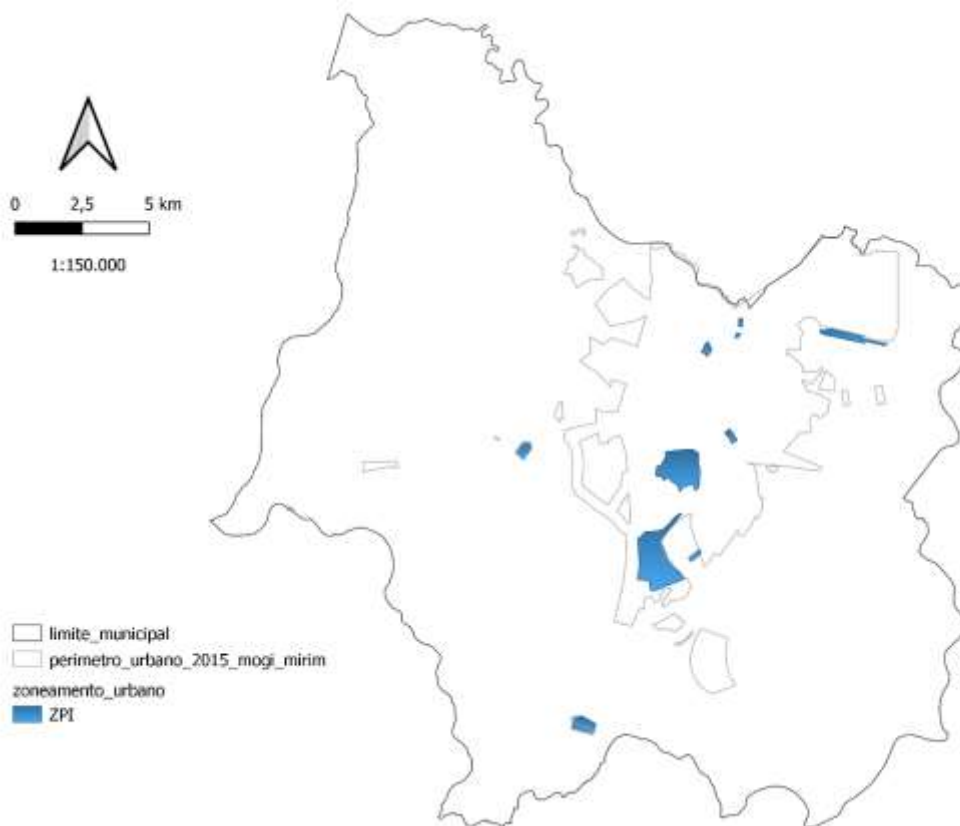 0 2,5 5 km
1:150.000
limite_municipal
perimetro_urbano_2015_mogi_mirim
zoneamento_urbano
ZPI